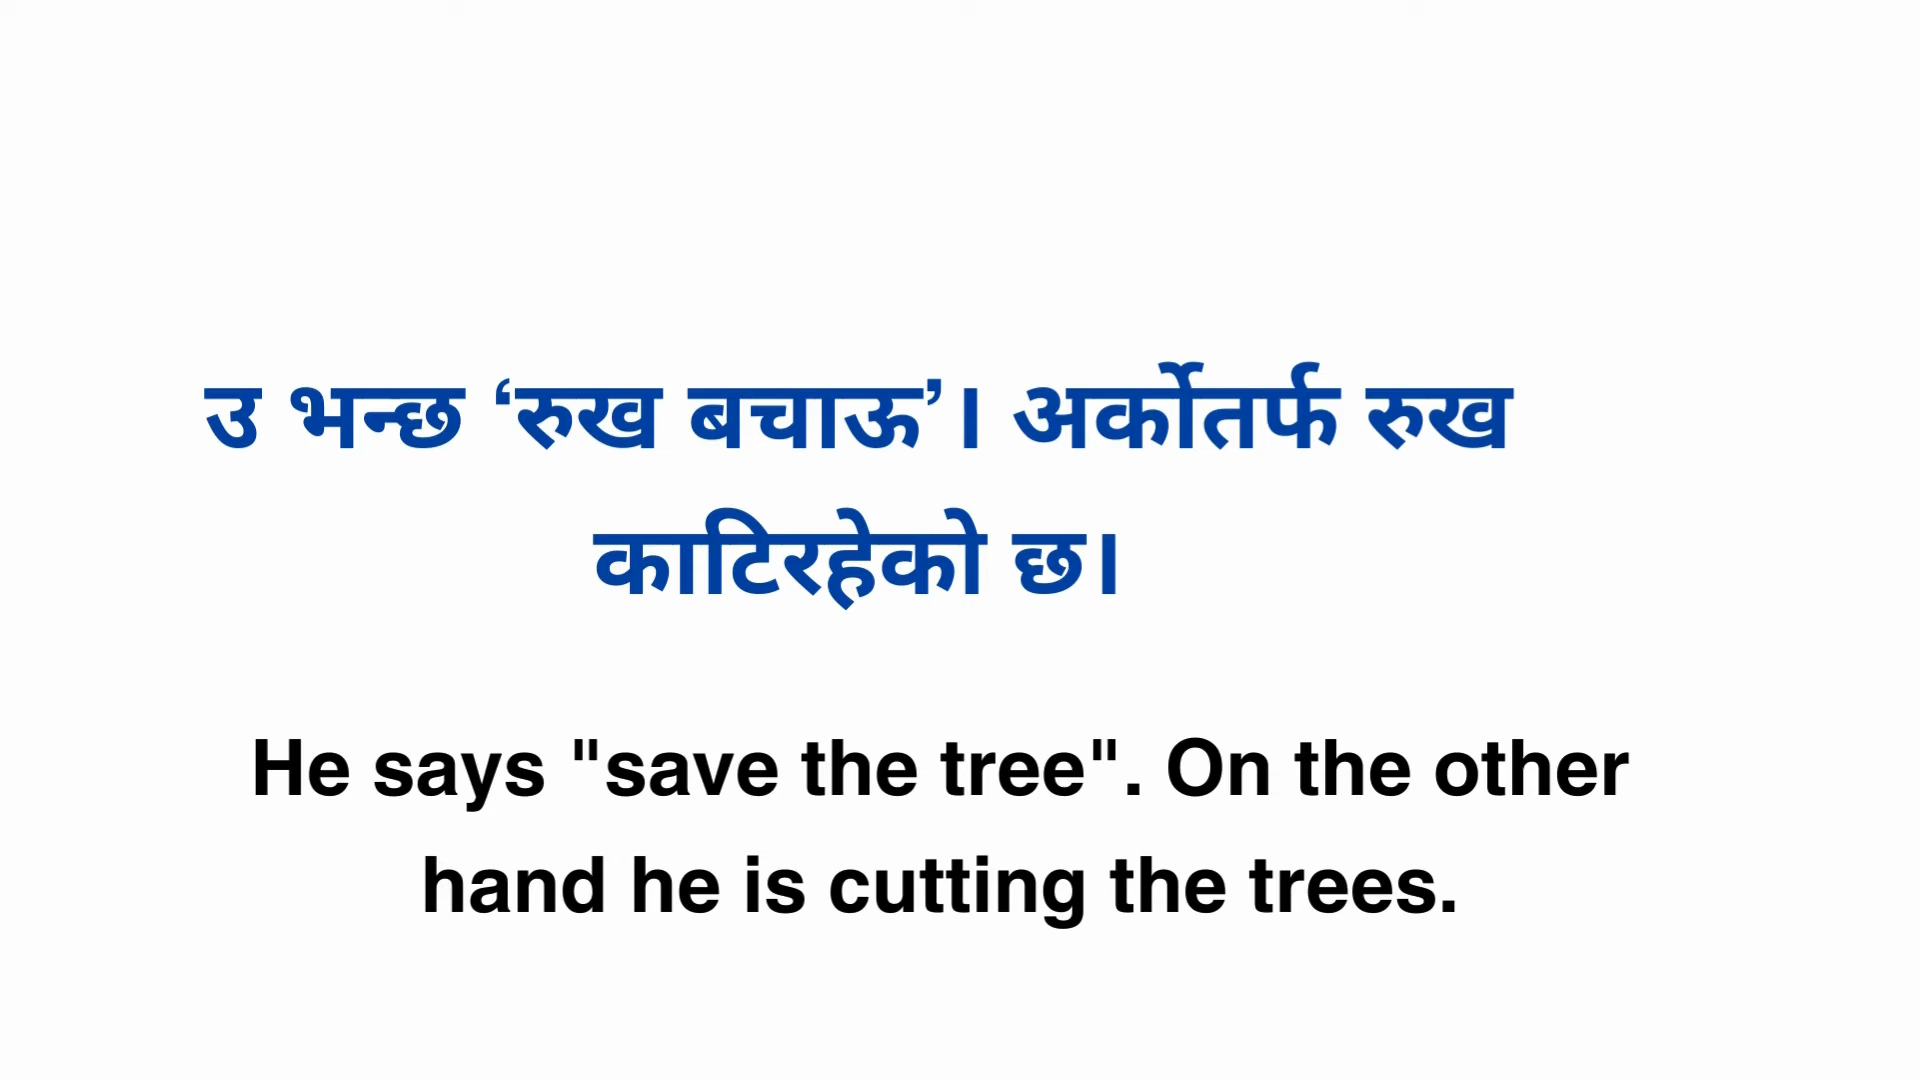 उ भन्छ ‘रुख बचाऊ’। अर्कोतर्फ रुख
काटिरहेको छ।
He says "save the tree". On the other
hand he is cutting the trees.